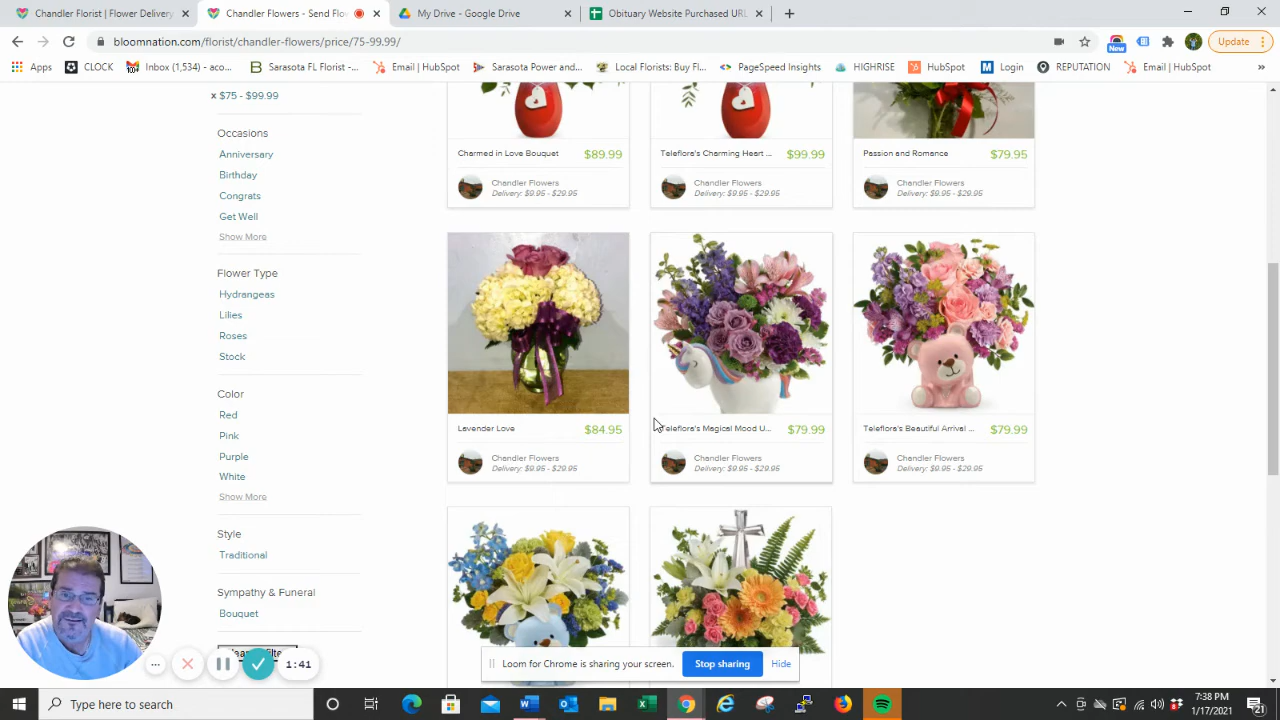 Chandler Florist | Flower Delivery
Chandler Flowers - Send Flo
My Drive - Google Drive
Obituary Website Purchased URL
bloomnation.com/florist/chandler-flowers/price/75-99.99/
New
Update
Apps
CLOCK
Inbox (1,534) - aco...
Sarasota FL Florist -...
Email | HubSpot
Sarasota Power and...
Local Florists: Buy Fl...
PageSpeed Insights
HIGHRISE
HubSpot
Login
REPUTATION
Email | HubSpot
»
x $75 - $99.99
Occasions
Anniversary
Birthday
Congrats
Get Well
Show More
Flower Type
Hydrangeas
Lilies
Roses
Stock
Color
Red
Pink
Purple
White
Show More
Style
Traditional
Sympathy & Funeral
Bouquet
Charmed in Love Bouquet $89.99
Chandler Flowers
Delivery: $9.95 - $29.95
Teleflora's Charming Heart ... $99.99
Chandler Flowers
Delivery: $9.95 - $29.95
Passion and Romance $79.95
Chandler Flowers
Delivery: $9.95 - $29.95
Lavender Love $84.95
Chandler Flowers
Delivery: $9.95 - $29.95
Teleflora's Magical Mood U... $79.99
Chandler Flowers
Delivery: $9.95 - $29.95
Teleflora's Beautiful Arrival ... $79.99
Chandler Flowers
Delivery: $9.95 - $29.95
1:41
Loom for Chrome is sharing your screen.
Stop sharing
Hide
Type here to search
7:38 PM
1/17/2021
21